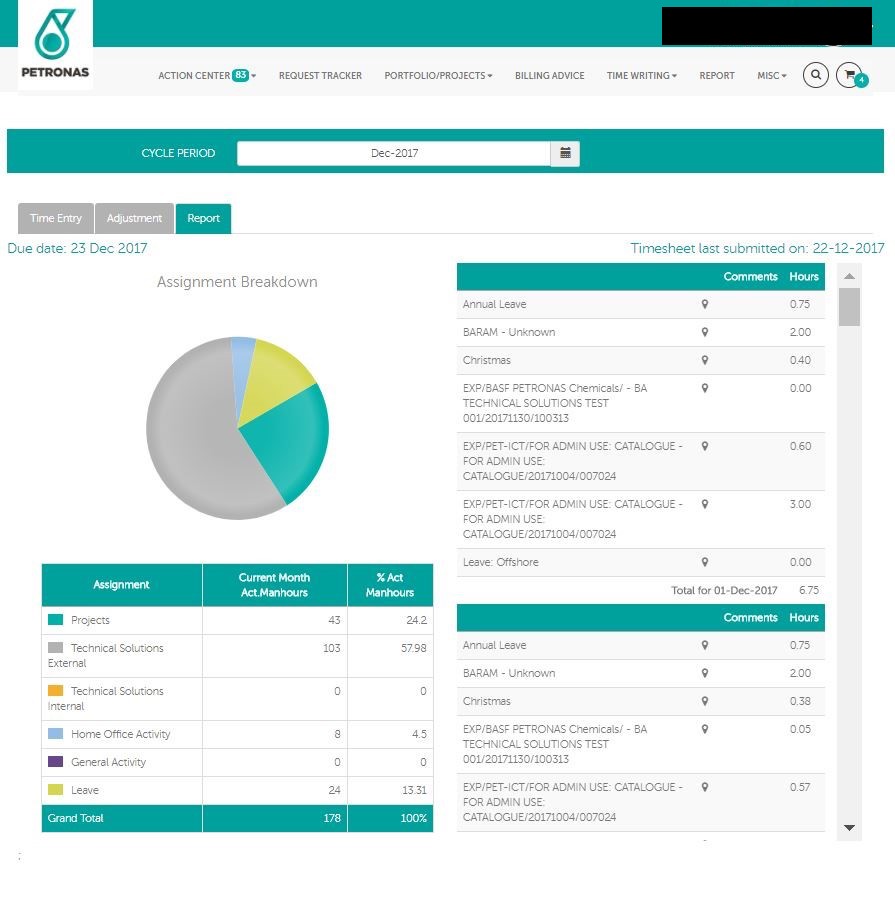 PETRONAS
ACTION CENTER 83 REQUEST TRACKER PORTFOLIO/PROJECTS BILLING ADVICE TIME WRITING REPORT MISC 4
CYCLE PERIOD Dec-2017
Time Entry Adjustment Report
Due date: 23 Dec 2017
Timesheet last submitted on: 22-12-2017
Assignment Breakdown
Assignment Current Month Act.Manhours % Act Manhours
Projects 43 24.2
Technical Solutions External 103 57.98
Technical Solutions Internal 0 0
Home Office Activity 8 4.5
General Activity 0 0
Leave 24 13.31
Grand Total 178 100%
Comments Hours
Annual Leave 0.75
BARAM - Unknown 2.00
Christmas 0.40
EXP/BASF PETRONAS Chemicals/ - BA 0.00
TECHNICAL SOLUTIONS TEST
001/20171130/100313
EXP/PET-ICT/FOR ADMIN USE: CATALOGUE - 0.60
FOR ADMIN USE:
CATALOGUE/20171004/007024
EXP/PET-ICT/FOR ADMIN USE: CATALOGUE - 3.00
FOR ADMIN USE:
CATALOGUE/20171004/007024
Leave: Offshore 0.00
Total for 01-Dec-2017 6.75
Comments Hours
Annual Leave 0.75
BARAM - Unknown 2.00
Christmas 0.38
EXP/BASF PETRONAS Chemicals/ - BA 0.05
TECHNICAL SOLUTIONS TEST
001/20171130/100313
EXP/PET-ICT/FOR ADMIN USE: CATALOGUE - 0.57
FOR ADMIN USE:
CATALOGUE/20171004/007024
;